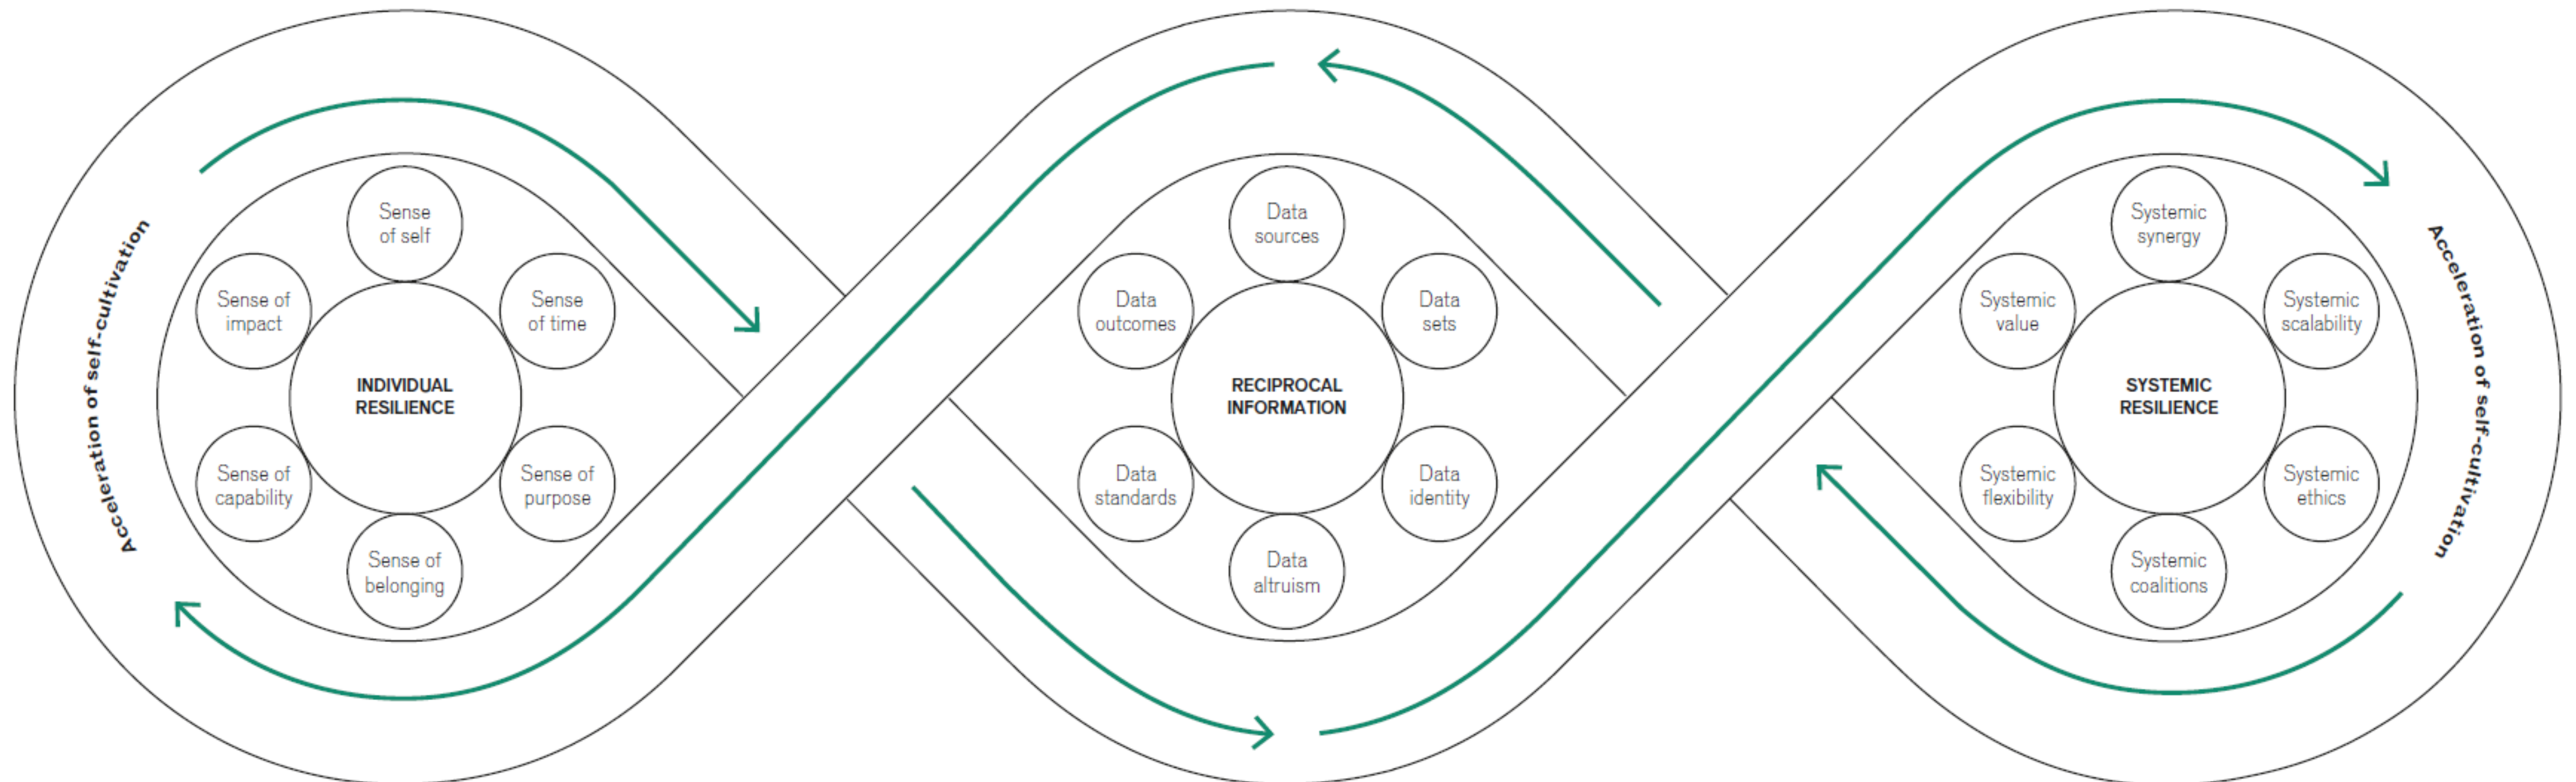 Acceleration of self-cultivation
Sense
of self
Sense
of time
Sense of
purpose
Sense of
belonging
Sense of
capability
Sense of
impact
INDIVIDUAL
RESILIENCE
Data
sources
Data
sets
Data
identity
Data
altruism
Data
standards
Data
outcomes
RECIPROCAL
INFORMATION
Systemic
synergy
Systemic
scalability
Systemic
ethics
Systemic
coalitions
Systemic
flexibility
Systemic
value
SYSTEMIC
RESILIENCE
Acceleration of self-cultivation